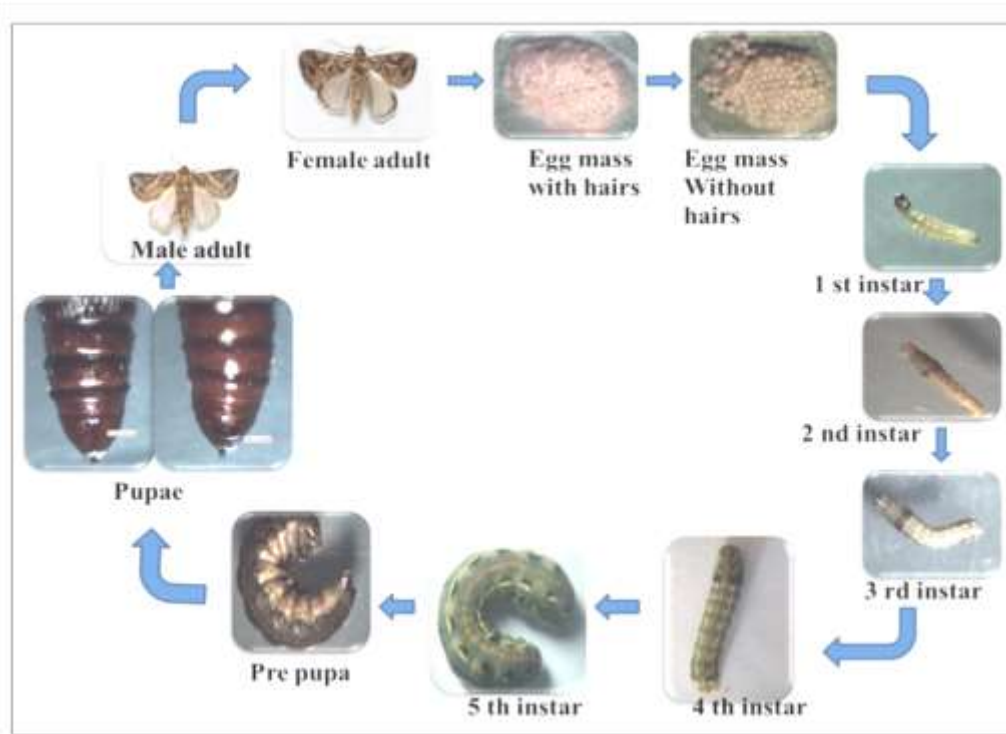 Female adult
Egg mass
with hairs
Egg mass
Without
hairs
Male adult
1 st instar
2 nd instar
3 rd instar
4 th instar
5 th instar
Pre pupa
Pupae